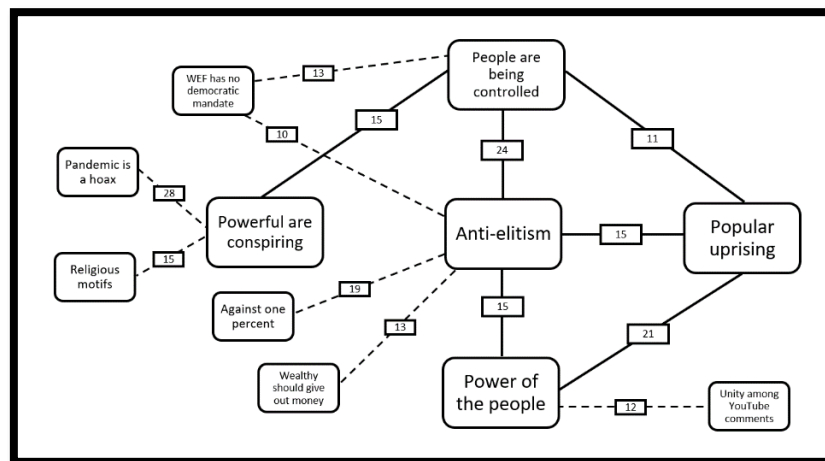 People are
being
controlled
WEF has no
democratic
mandate
13
15
10
11
24
Pandemic is
a hoax
28
Powerful are
conspiring
Anti-elitism
15
Popular
uprising
Religious
motifs
15
19
Against one
percent
15
13
21
Wealthy
should give
out money
Power of
the people
12
Unity among
YouTube
comments